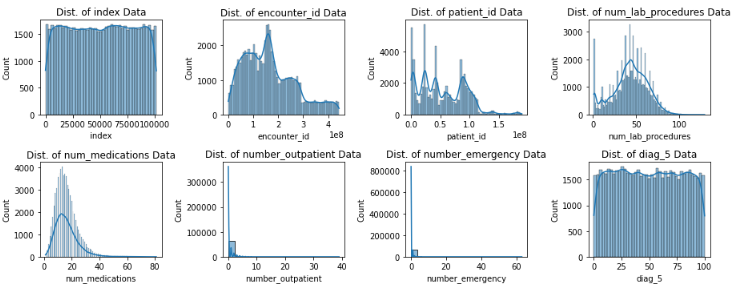 Dist. of index Data
Count
1500
1000
500
0
0 25000 50000 75000 100000
index
Dist. of encounter_id Data
Count
2000
1000
0
0 1 2 3 4
1e8
encounter_id
Dist. of patient_id Data
Count
4000
2000
0
0.0 0.5 1.0 1.5
1e8
patient_id
Dist. of num_lab_procedures Data
Count
3000
2000
1000
0
0 50 100
num_lab_procedures
Dist. of num_medications Data
Count
4000
3000
2000
1000
0
0 20 40 60 80
num_medications
Dist. of number_outpatient Data
Count
300000
200000
100000
0
0 10 20 30 40
number_outpatient
Dist. of number_emergency Data
Count
800000
600000
400000
200000
0
0 20 40 60
number_emergency
Dist. of diag_5 Data
Count
1500
1000
500
0
0 25 50 75 100
diag_5